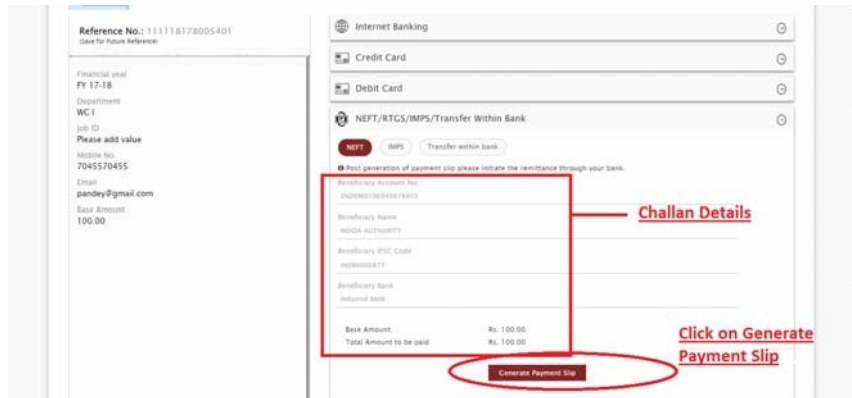 Reference No.: 111118178005401
(Save for Future Reference)
Financial year
FY 17-18
Department
WC I
Job ID
Please add value
Mobile No.
7045570455
Email
pandey@gmail.com
Base Amount
100.00
Internet Banking
Credit Card
Debit Card
NEFT/RTGS/IMPS/Transfer Within Bank
NEFT IMPS Transfer within bank
Post generation of payment slip please initiate the remittance through your bank.
Beneficiary Account No.
Beneficiary Name
NOIDA AUTHORITY
Beneficiary IFSC Code
Beneficiary Bank
Indusind Bank
Base Amount Rs. 100.00
Total Amount to be paid Rs. 100.00
Generate Payment Slip
Challan Details
Click on Generate
Payment Slip